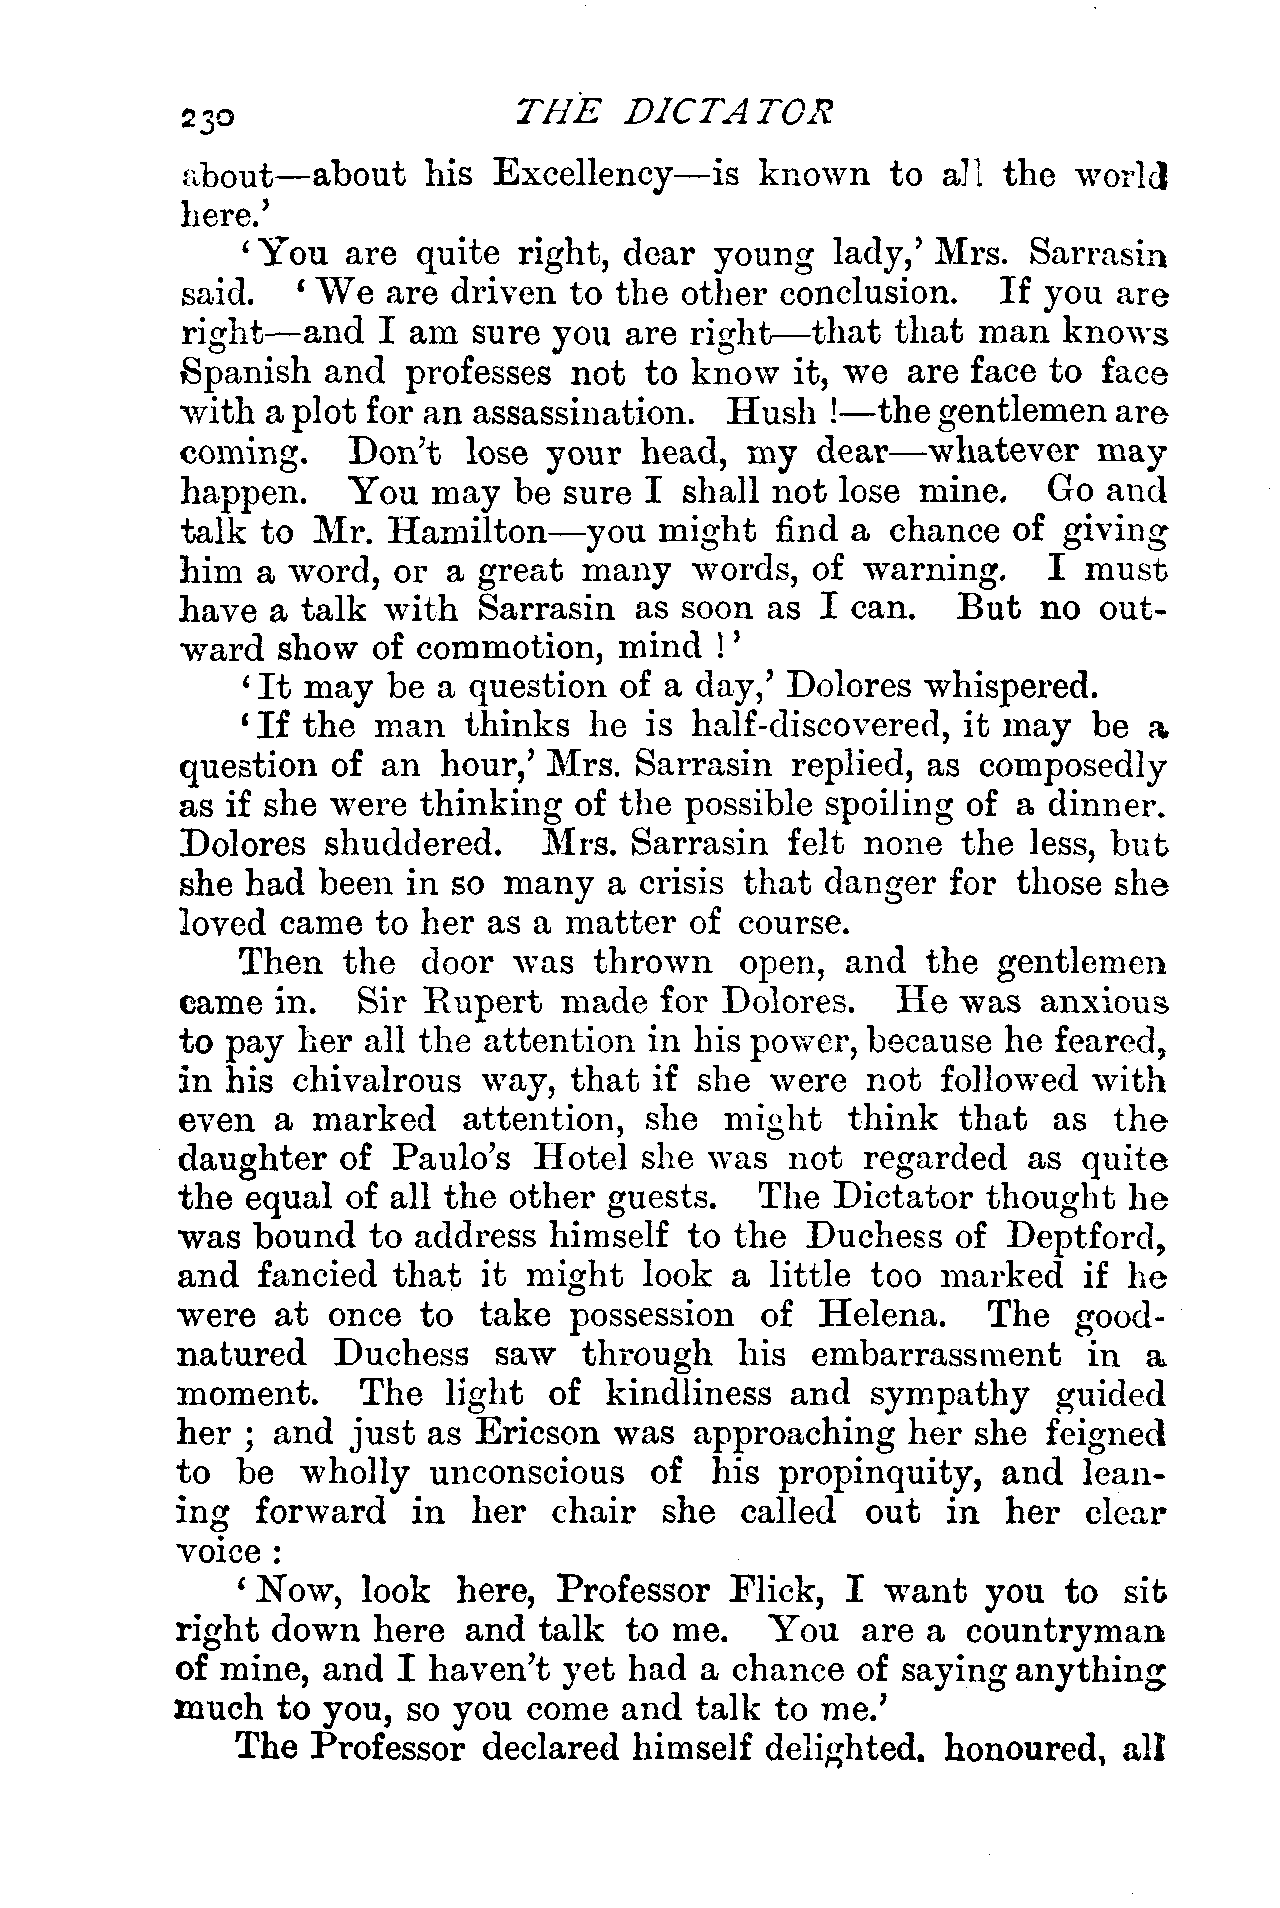 230 THE DICTATOR
about—about his Excellency—is known to all the world
here.’
‘You are quite right, dear young lady,’ Mrs. Sarrasin
said. ‘We are driven to the other conclusion. If you are
right—and I am sure you are right—that that man knows
Spanish and professes not to know it, we are face to face
with a plot for an assassination. Hush !—the gentlemen are
coming. Don’t lose your head, my dear—whatever may
happen. You may be sure I shall not lose mine. Go and
talk to Mr. Hamilton—you might find a chance of giving
him a word, or a great many words, of warning. I must
have a talk with Sarrasin as soon as I can. But no out-
ward show of commotion, mind !’
‘It may be a question of a day,’ Dolores whispered.
‘If the man thinks he is half-discovered, it may be a
question of an hour,’ Mrs. Sarrasin replied, as composedly
as if she were thinking of the possible spoiling of a dinner.
Dolores shuddered. Mrs. Sarrasin felt none the less, but
she had been in so many a crisis that danger for those she
loved came to her as a matter of course.
Then the door was thrown open, and the gentlemen
came in. Sir Rupert made for Dolores. He was anxious
to pay her all the attention in his power, because he feared,
in his chivalrous way, that if she were not followed with
even a marked attention, she might think that as the
daughter of Paulo’s Hotel she was not regarded as quite
the equal of all the other guests. The Dictator thought he
was bound to address himself to the Duchess of Deptford,
and fancied that it might look a little too marked if he
were at once to take possession of Helena. The good-
natured Duchess saw through his embarrassment in a
moment. The light of kindliness and sympathy guided
her ; and just as Ericson was approaching her she feigned
to be wholly unconscious of his propinquity, and lean-
ing forward in her chair she called out in her clear
voice :
‘Now, look here, Professor Flick, I want you to sit
right down here and talk to me. You are a countryman
of mine, and I haven’t yet had a chance of saying anything
much to you, so you come and talk to me.’
The Professor declared himself delighted, honoured, all